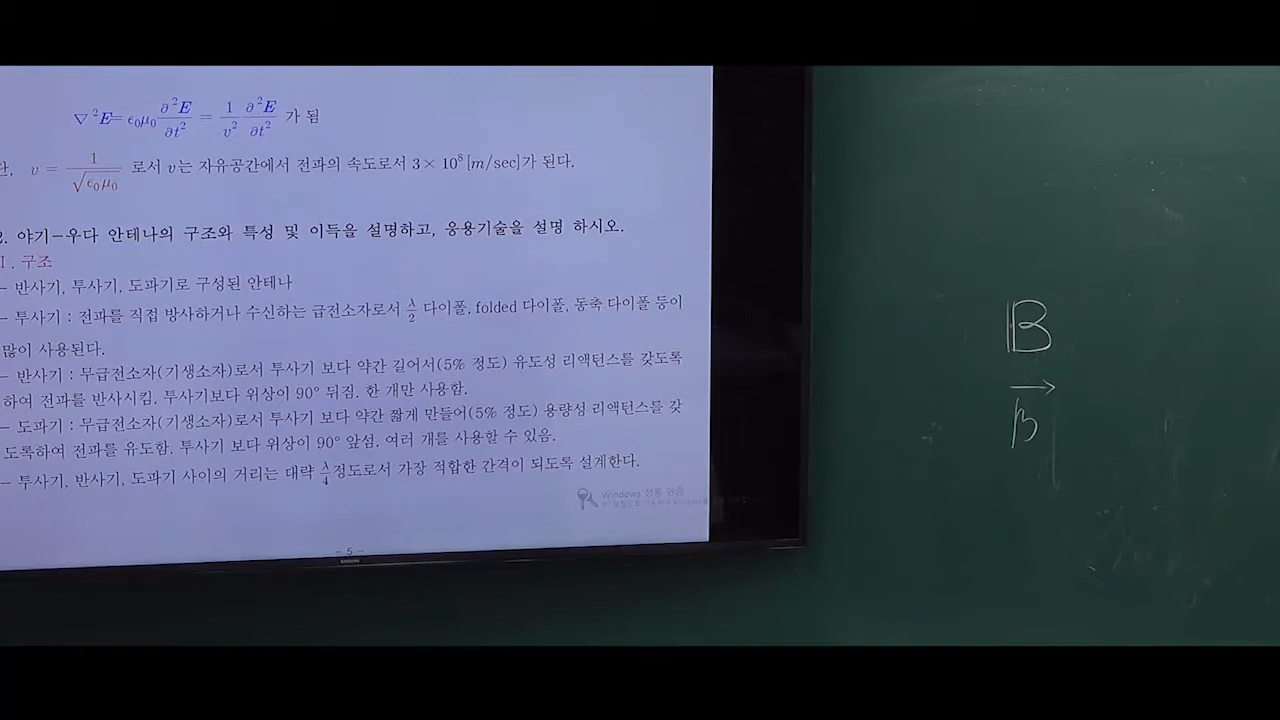 ∇²E = ϵ₀μ₀ ∂²E/∂t² = 1/v² ∂²E/∂t² 가 됨
단, v = 1/√(ϵ₀μ₀) 로서 v는 자유공간에서 전파의 속도로서 3×10⁸[m/sec]가 된다.
2. 야기-우다 안테나의 구조와 특성 및 이득을 설명하고, 응용기술을 설명 하시오.
I. 구조
- 반사기, 투사기, 도파기로 구성된 안테나
- 투사기 : 전파를 직접 방사하거나 수신하는 급전소자로서 λ/2 다이폴, folded 다이폴, 동축 다이폴 등이
많이 사용된다.
- 반사기 : 무급전소자(기생소자)로서 투사기 보다 약간 길어서(5% 정도) 유도성 리액턴스를 갖도록
하여 전파를 반사시킴. 투사기보다 위상이 90° 뒤짐. 한 개만 사용함.
- 도파기 : 무급전소자(기생소자)로서 투사기 보다 약간 짧게 만들어(5% 정도) 용량성 리액턴스를 갖
도록하여 전파를 유도함. 투사기 보다 위상이 90° 앞섬. 여러 개를 사용할 수 있음.
- 투사기, 반사기, 도파기 사이의 거리는 대략 λ/4정도로서 가장 적합한 간격이 되도록 설계한다.
Windows 정품 인증
- 5 -
SAMSUNG
B
→
B